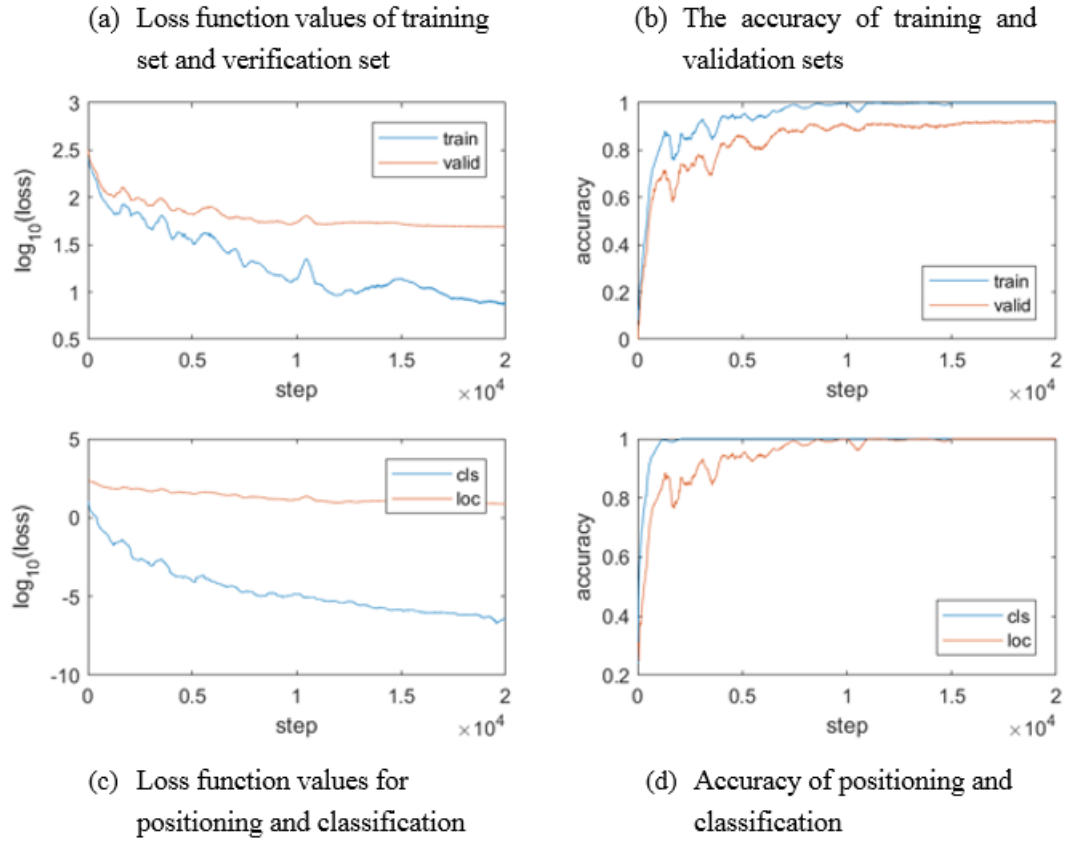 (a) Loss function values of training
set and verification set
(b) The accuracy of training and
validation sets
3
2.5
2
1.5
1
0.5
log10(loss)
train
valid
0
0.5
1
1.5
2
step
×10^4
1
0.8
0.6
0.4
0.2
0
accuracy
train
valid
0
0.5
1
1.5
2
step
×10^4
5
0
-5
-10
log10(loss)
cls
loc
0
0.5
1
1.5
2
step
×10^4
1
0.8
0.6
0.4
0.2
accuracy
cls
loc
0
0.5
1
1.5
2
step
×10^4
(c) Loss function values for
positioning and classification
(d) Accuracy of positioning and
classification